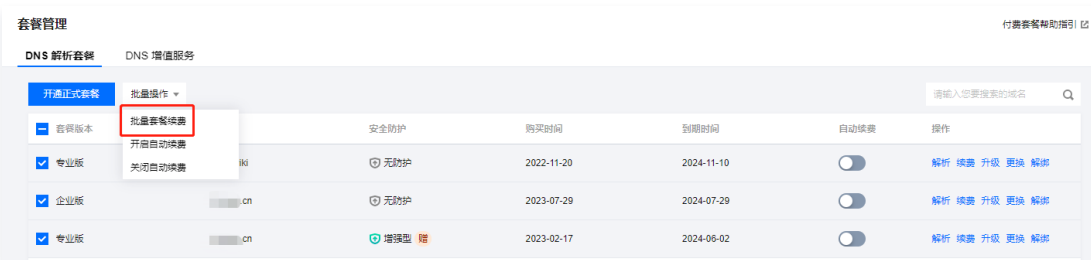 套餐管理
付费套餐帮助指引
DNS 解析套餐 DNS 增值服务
开通正式套餐 批量操作
请输入您要搜索的域名
批量套餐续费
开启自动续费
关闭自动续费
套餐版本 安全防护 购买时间 到期时间 自动续费 操作
专业版 iki 无防护 2022-11-20 2024-11-10 解析 续费 升级 更换 解绑
企业版 .cn 无防护 2023-07-29 2024-07-29 解析 续费 升级 更换 解绑
专业版 .cn 增强型 赠 2023-02-17 2024-06-02 解析 续费 升级 更换 解绑